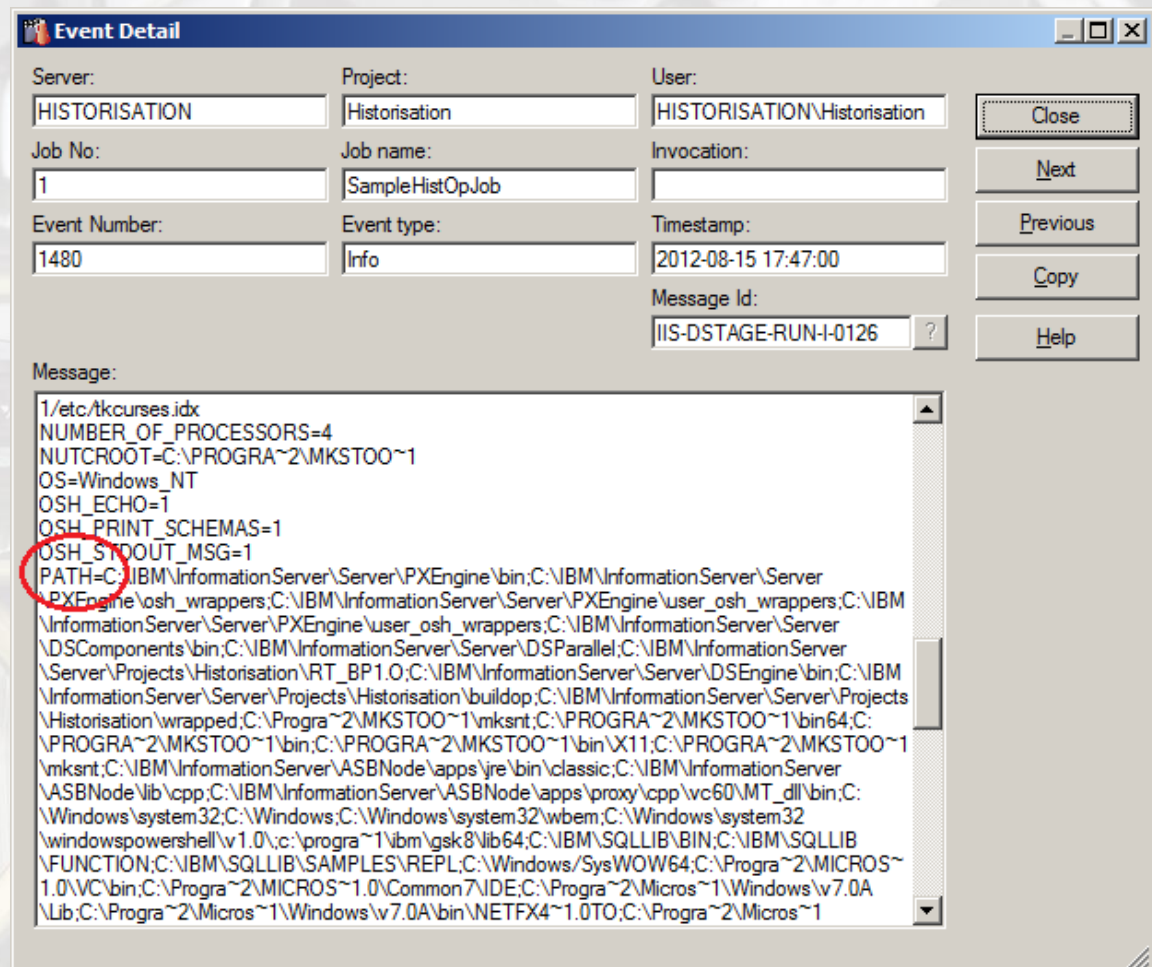 Event Detail
Server: Project: User:
HISTORISATION Historisation HISTORISATION\Historisation Close
Job No: Job name: Invocation:
1 SampleHistOpJob Next
Event Number: Event type: Timestamp: Previous
1480 Info 2012-08-15 17:47:00
Copy
Message Id:
IIS-DSTAGE-RUN-I-0126 ? Help
Message:
1/etc/tkcurses.idx
NUMBER_OF_PROCESSORS=4
NUTCROOT=C:\PROGRA~2\MKSTOO~1
OS=Windows_NT
OSH_ECHO=1
OSH_PRINT_SCHEMAS=1
OSH_STDOUT_MSG=1
PATH=C:\IBM\InformationServer\Server\PXEngine\bin;C:\IBM\InformationServer\Server
\PXEngine\osh_wrappers;C:\IBM\InformationServer\Server\PXEngine\user_osh_wrappers;C:\IBM
\InformationServer\Server\PXEngine\user_osh_wrappers;C:\IBM\InformationServer\Server
\DSComponents\bin;C:\IBM\InformationServer\Server\DSParallel;C:\IBM\InformationServer
\Server\Projects\Historisation\RT_BP1.O;C:\IBM\InformationServer\Server\DSEngine\bin;C:\IBM
\InformationServer\Server\Projects\Historisation\buildop;C:\IBM\InformationServer\Server\Projects
\Historisation\wrapped;C:\Progra~2\MKSTOO~1\mksnt;C:\PROGRA~2\MKSTOO~1\bin64;C:
\PROGRA~2\MKSTOO~1\bin;C:\PROGRA~2\MKSTOO~1\bin\X11;C:\PROGRA~2\MKSTOO~1
\mksnt;C:\IBM\InformationServer\ASBNode\apps\jre\bin\classic;C:\IBM\InformationServer
\ASBNode\lib\cpp;C:\IBM\InformationServer\ASBNode\apps\proxy\cpp\vc60\MT_dll\bin;C:
\Windows\system32;C:\Windows;C:\Windows\system32\wbem;C:\Windows\system32
\windowspowershell\v1.0\;c:\progra~1\ibm\gsk8\lib64;C:\IBM\SQLLIB\BIN;C:\IBM\SQLLIB
\FUNCTION;C:\IBM\SQLLIB\SAMPLES\REPL;C:\Windows/SysWOW64;C:\Progra~2\MICROS~
1.0\VC\bin;C:\Progra~2\MICROS~1.0\Common7\IDE;C:\Progra~2\Micros~1\Windows\v7.0A
\Lib;C:\Progra~2\Micros~1\Windows\v7.0A\bin\NETFX4~1.0TO;C:\Progra~2\Micros~1